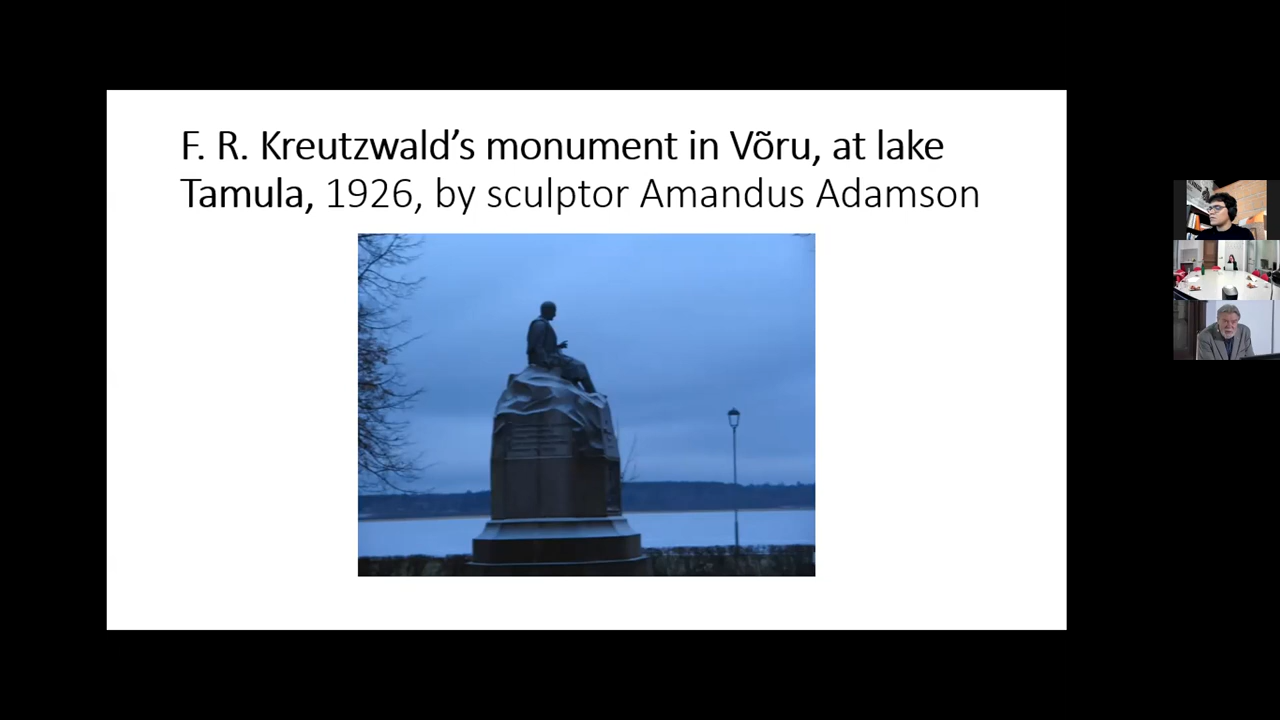 F. R. Kreutzwald’s monument in Võru, at lake
Tamula, 1926, by sculptor Amandus Adamson